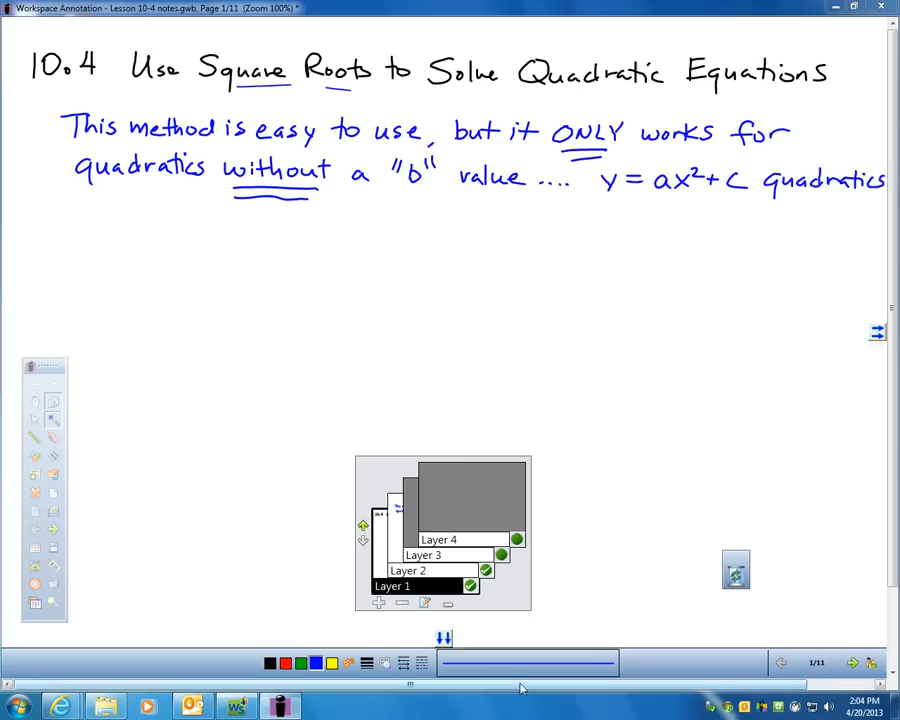 Workspace Annotation - Lesson 10-4 notes.gwb, Page 1/11 (Zoom 100%) *
10.4 Use Square Roots to Solve Quadratic Equations
This method is easy to use, but it ONLY works for
quadratics without a "b" value .... y = ax²+c quadratics
Layer 4
Layer 3
Layer 2
Layer 1
1/11
2:04 PM
4/20/2013